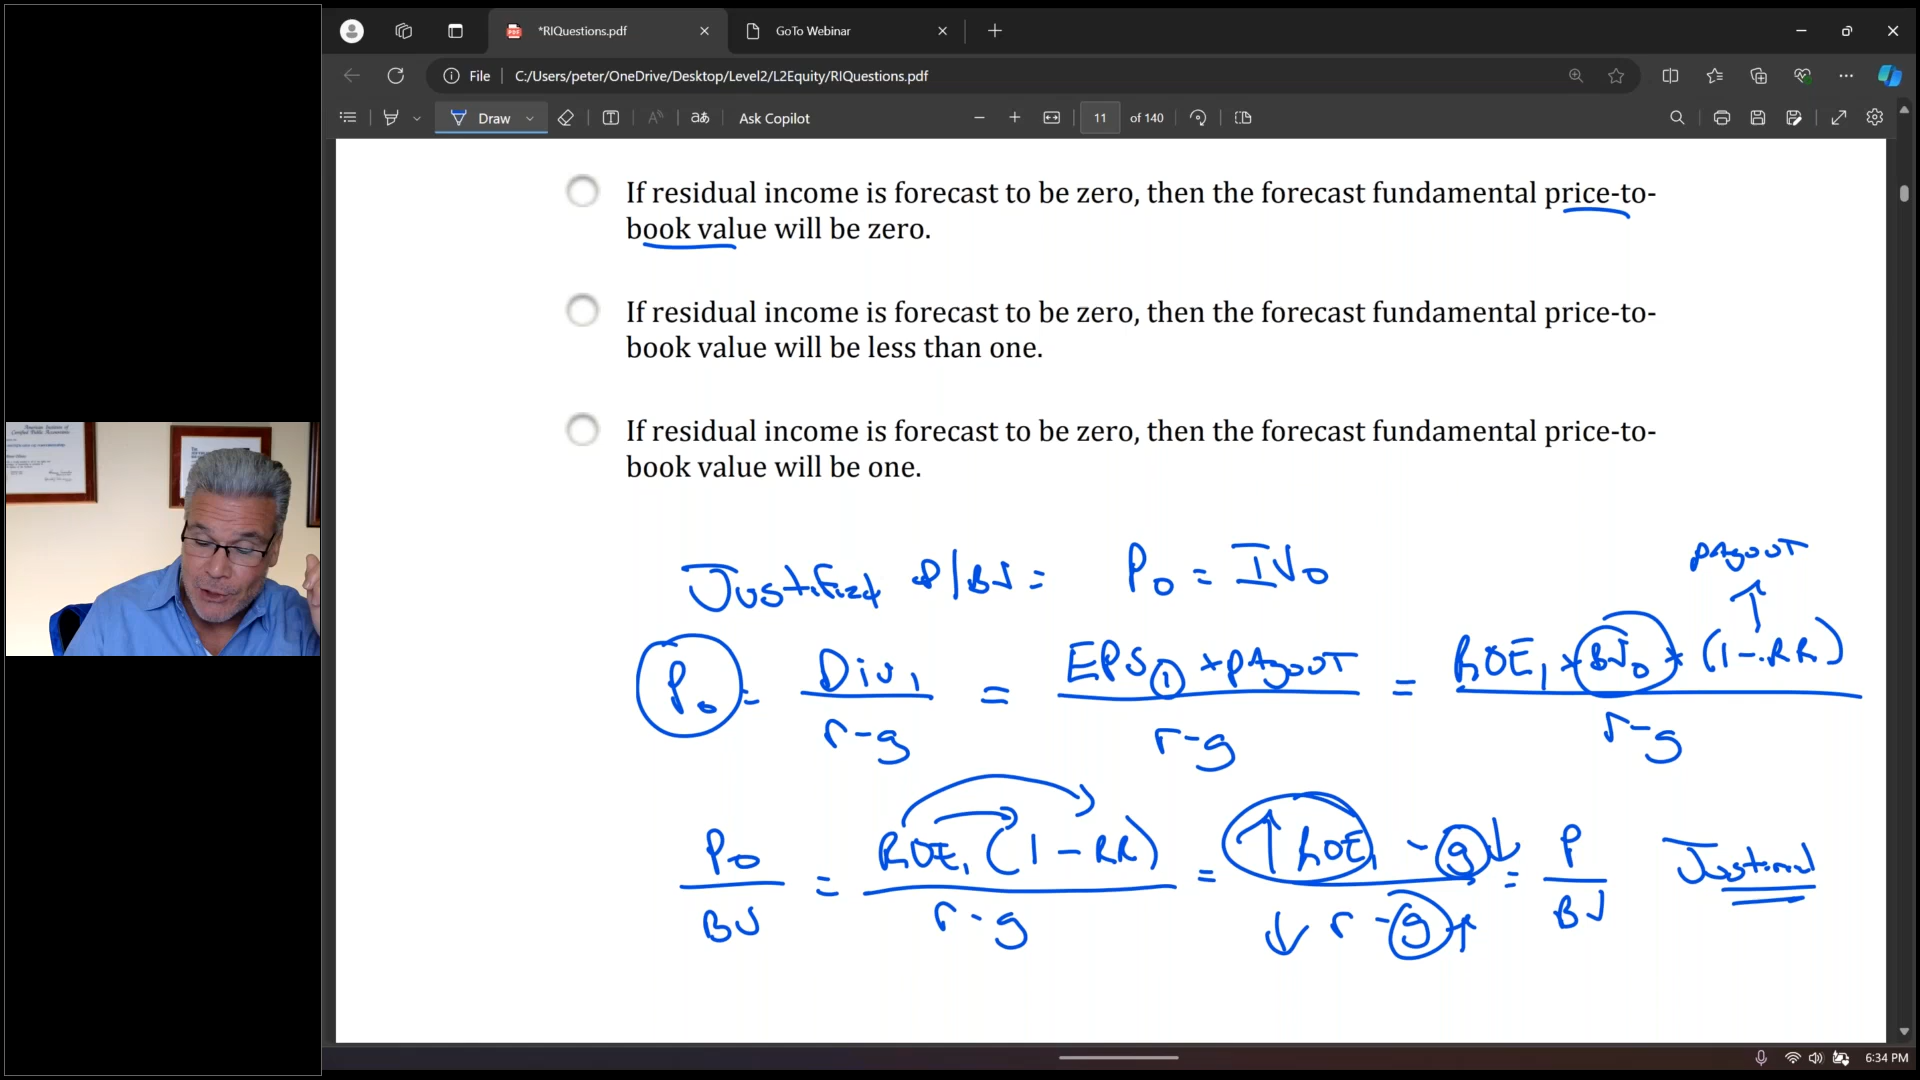 *RIQuestions.pdf
GoTo Webinar
File
C:/Users/peter/OneDrive/Desktop/Level2/L2Equity/RIQuestions.pdf
Draw
Ask Copilot
11 of 140
If residual income is forecast to be zero, then the forecast fundamental price-to-
book value will be zero.
If residual income is forecast to be zero, then the forecast fundamental price-to-
book value will be less than one.
If residual income is forecast to be zero, then the forecast fundamental price-to-
book value will be one.
payout
Justified P/BV = P₀ = IV₀
P₀ = Div₁ / r-g = EPS₁ * payout / r-g = ROE₁ * BV₀ * (1-RR) / r-g
P₀ / BV = ROE₁ (1-RR) / r-g = ↑ROE₁ - g↓ / ↓ r-g↑ = P / BV
6:34 PM